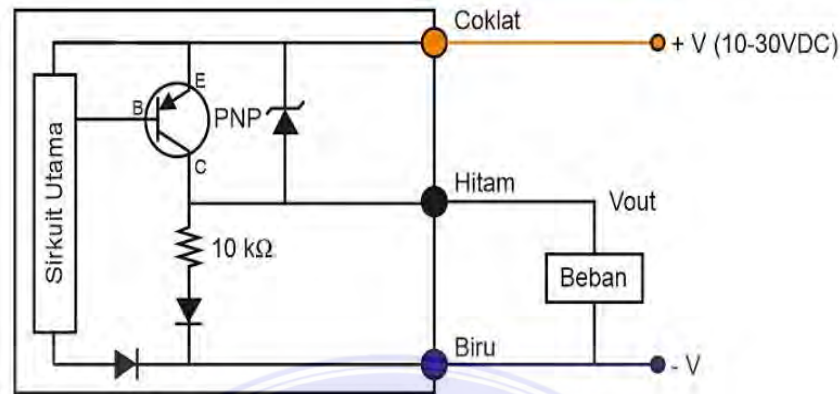 Coklat
+ V (10-30VDC)
E
B
PNP
C
Sirkuit Utama
Hitam
Vout
10 kΩ
Beban
Biru
- V